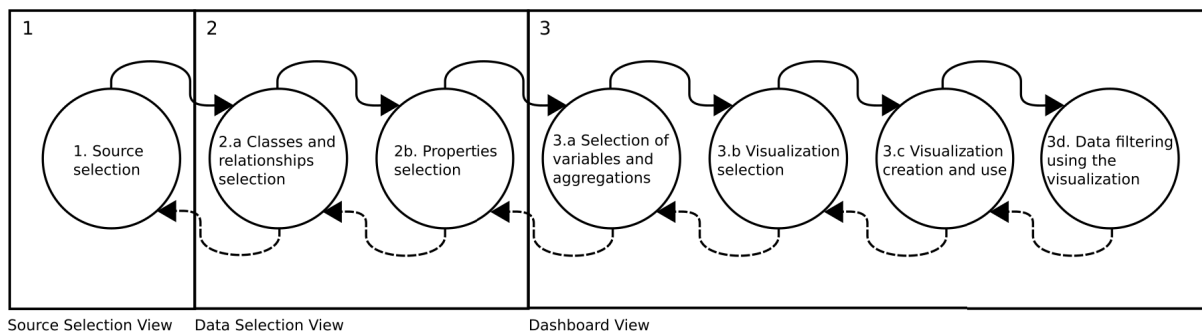 1
2
3
1. Source
selection
2.a Classes and
relationships
selection
2b. Properties
selection
3.a Selection of
variables and
aggregations
3.b Visualization
selection
3.c Visualization
creation and use
3d. Data filtering
using the
visualization
Source Selection View
Data Selection View
Dashboard View